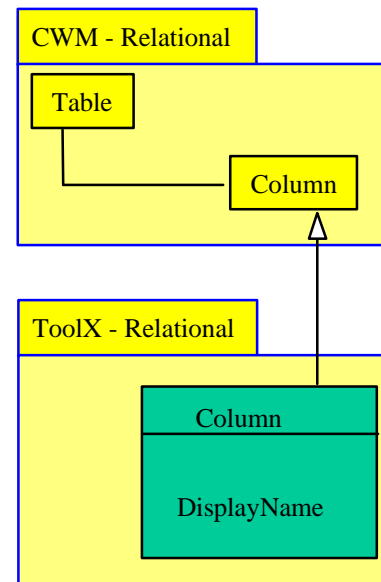 CWM - Relational
Table
Column
ToolX - Relational
Column
DisplayName